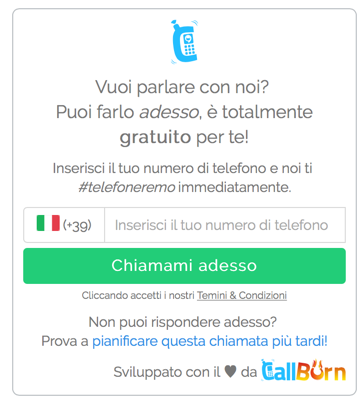 Vuoi parlare con noi?
Puoi farlo adesso, è totalmente
gratuito per te!
Inserisci il tuo numero di telefono e noi ti
#telefoneremo immediatamente.
(+39) Inserisci il tuo numero di telefono
Chiamami adesso
Cliccando accetti i nostri Temini & Condizioni
Non puoi rispondere adesso?
Prova a pianificare questa chiamata più tardi!
Sviluppato con il ♥ da CallBurn